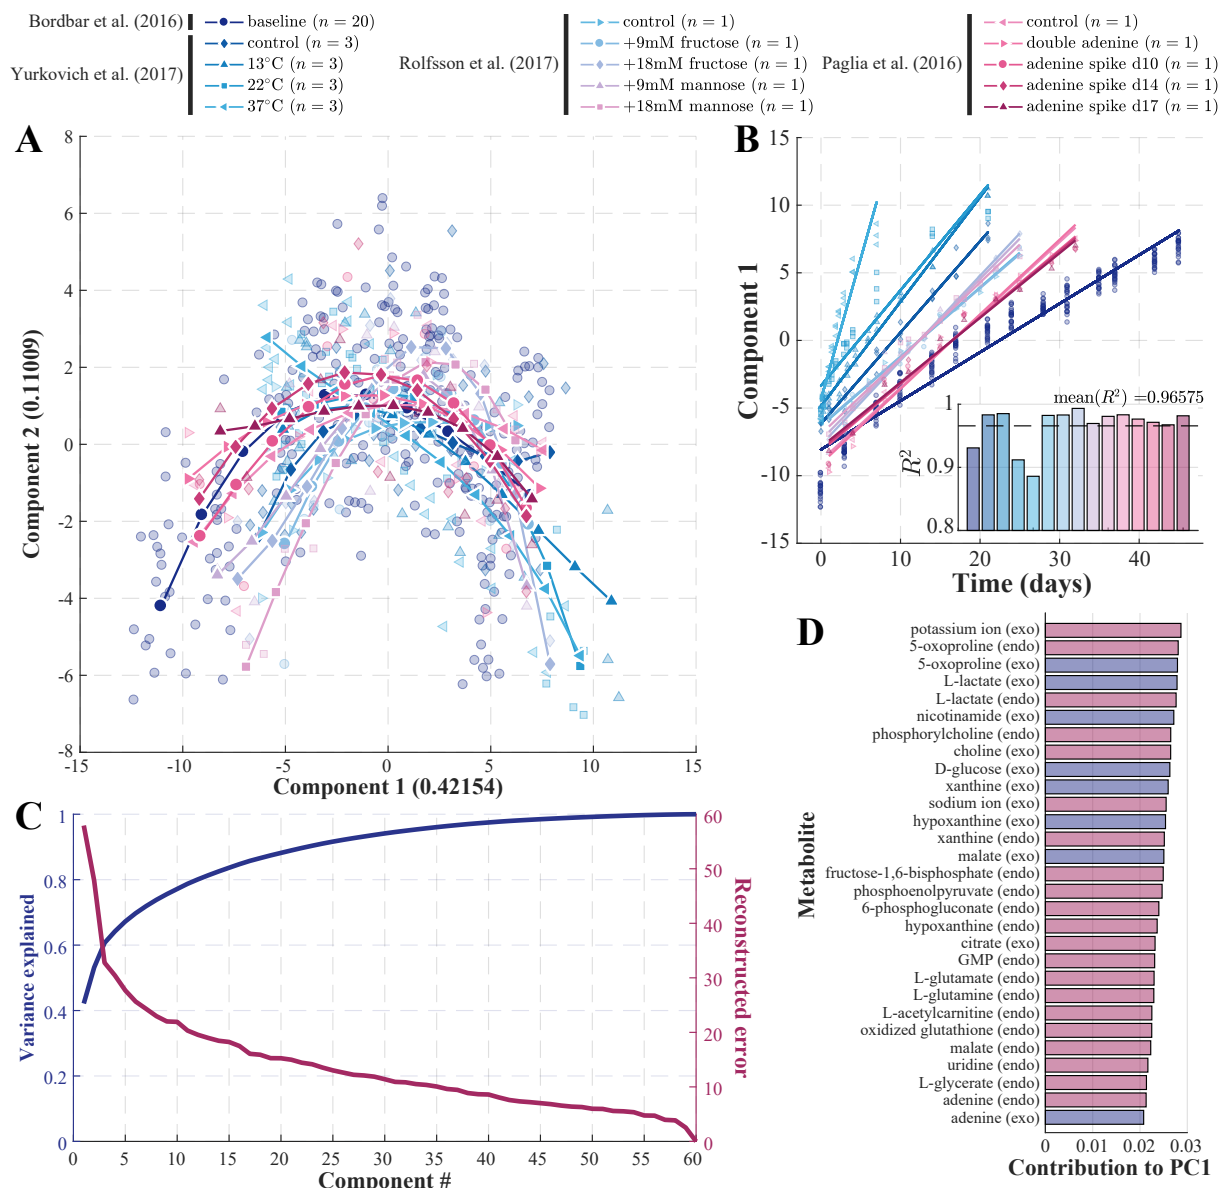 Bordbar et al. (2016)
baseline (n = 20)
Yurkovich et al. (2017)
control (n = 3)
13°C (n = 3)
22°C (n = 3)
37°C (n = 3)
Rolfsson et al. (2017)
control (n = 1)
+9mM fructose (n = 1)
+18mM fructose (n = 1)
+9mM mannose (n = 1)
+18mM mannose (n = 1)
Paglia et al. (2016)
control (n = 1)
double adenine (n = 1)
adenine spike d10 (n = 1)
adenine spike d14 (n = 1)
adenine spike d17 (n = 1)
A
8
6
4
2
0
-2
-4
-6
-8
Component 2 (0.11009)
-15
-10
-5
0
5
10
15
Component 1 (0.42154)
B
15
10
5
0
-5
-10
-15
Component 1
0
10
20
30
40
Time (days)
mean(R²) =0.96575
1
0.9
0.8
R²
C
1
0.8
0.6
0.4
0.2
0
Variance explained
60
50
40
30
20
10
0
Reconstructed error
0
5
10
15
20
25
30
35
40
45
50
55
60
Component #
D
Metabolite
potassium ion (exo)
5-oxoproline (endo)
5-oxoproline (exo)
L-lactate (exo)
L-lactate (endo)
nicotinamide (exo)
phosphorylcholine (endo)
choline (exo)
D-glucose (exo)
xanthine (exo)
sodium ion (exo)
hypoxanthine (exo)
xanthine (endo)
malate (exo)
fructose-1,6-bisphosphate (endo)
phosphoenolpyruvate (endo)
6-phosphogluconate (endo)
hypoxanthine (endo)
citrate (exo)
GMP (endo)
L-glutamate (endo)
L-glutamine (endo)
L-acetylcarnitine (endo)
oxidized glutathione (endo)
malate (endo)
uridine (endo)
L-glycerate (endo)
adenine (endo)
adenine (exo)
0
0.01
0.02
0.03
Contribution to PC1